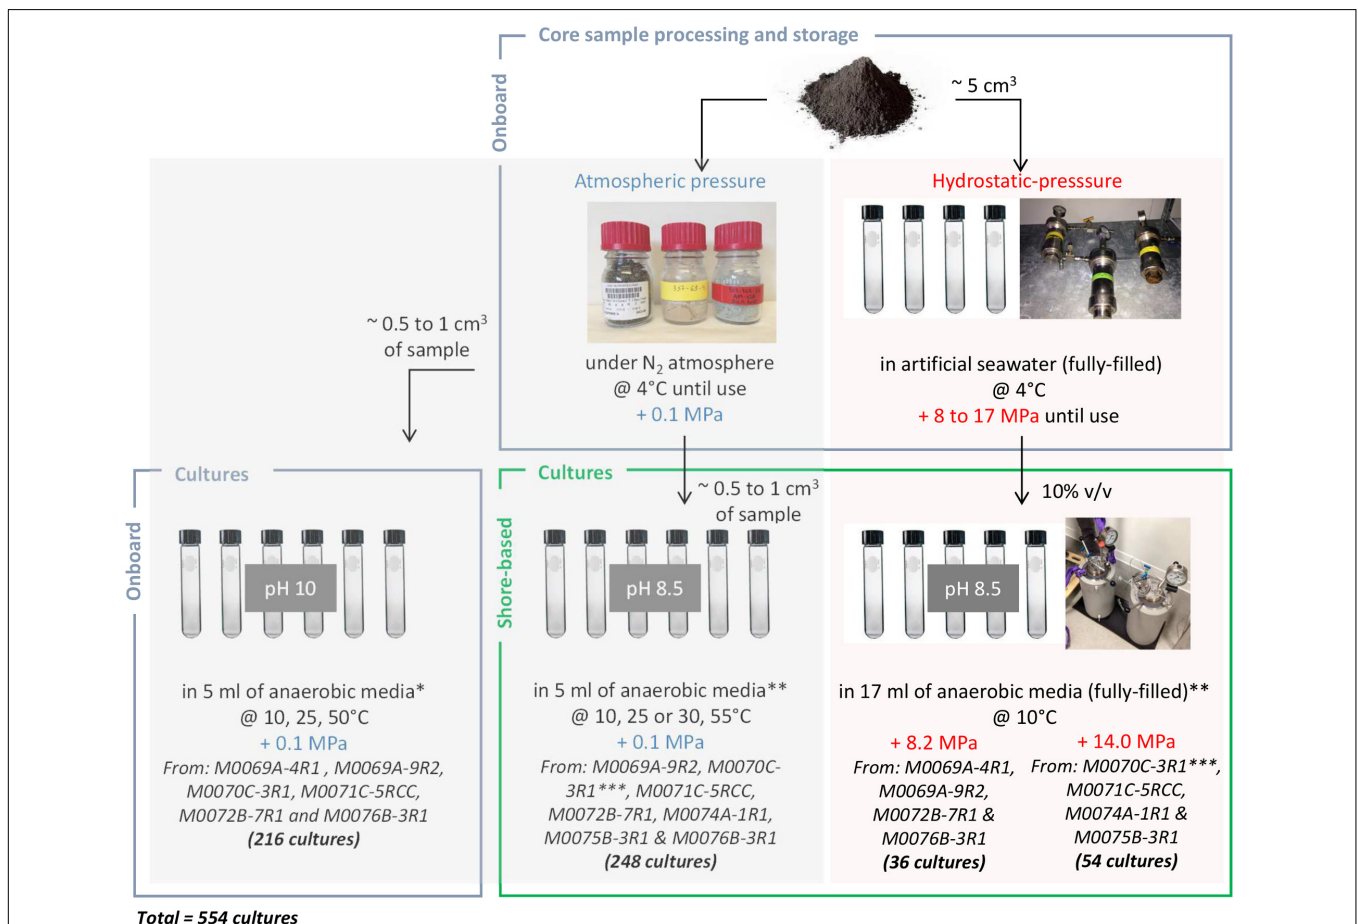 Core sample processing and storage
Onboard
~ 5 cm³
Atmospheric pressure
Hydrostatic-presssure
~ 0.5 to 1 cm³
of sample
under N₂ atmosphere
@ 4°C until use
+ 0.1 MPa
in artificial seawater (fully-filled)
@ 4°C
+ 8 to 17 MPa until use
Cultures
Onboard
pH 10
in 5 ml of anaerobic media*
@ 10, 25, 50°C
+ 0.1 MPa
From: M0069A-4R1 , M0069A-9R2,
M0070C-3R1, M0071C-5RCC,
M0072B-7R1 and M0076B-3R1
(216 cultures)
Cultures
Shore-based
~ 0.5 to 1 cm³
of sample
pH 8.5
in 5 ml of anaerobic media**
@ 10, 25 or 30, 55°C
+ 0.1 MPa
From: M0069A-9R2, M0070C-
3R1***, M0071C-5RCC,
M0072B-7R1, M0074A-1R1,
M0075B-3R1 & M0076B-3R1
(248 cultures)
10% v/v
pH 8.5
in 17 ml of anaerobic media (fully-filled)**
@ 10°C
+ 8.2 MPa
From: M0069A-4R1,
M0069A-9R2,
M0072B-7R1 &
M0076B-3R1
(36 cultures)
+ 14.0 MPa
From: M0070C-3R1***,
M0071C-5RCC,
M0074A-1R1 &
M0075B-3R1
(54 cultures)
Total = 554 cultures